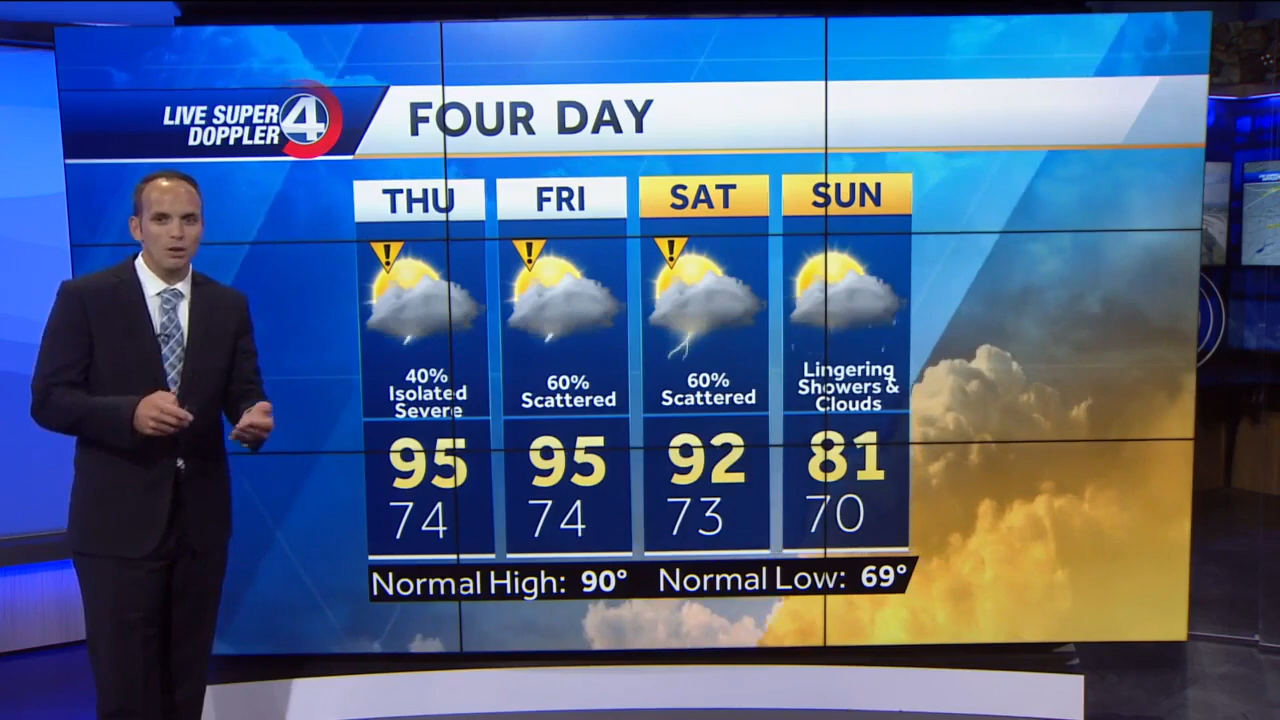 LIVE SUPER
DOPPLER
4
FOUR DAY
THU
FRI
SAT
SUN
!
!
!
40%
Isolated
Severe
60%
Scattered
60%
Scattered
Lingering
Showers &
Clouds
95
95
92
81
74
74
73
70
Normal High: 90° Normal Low: 69°